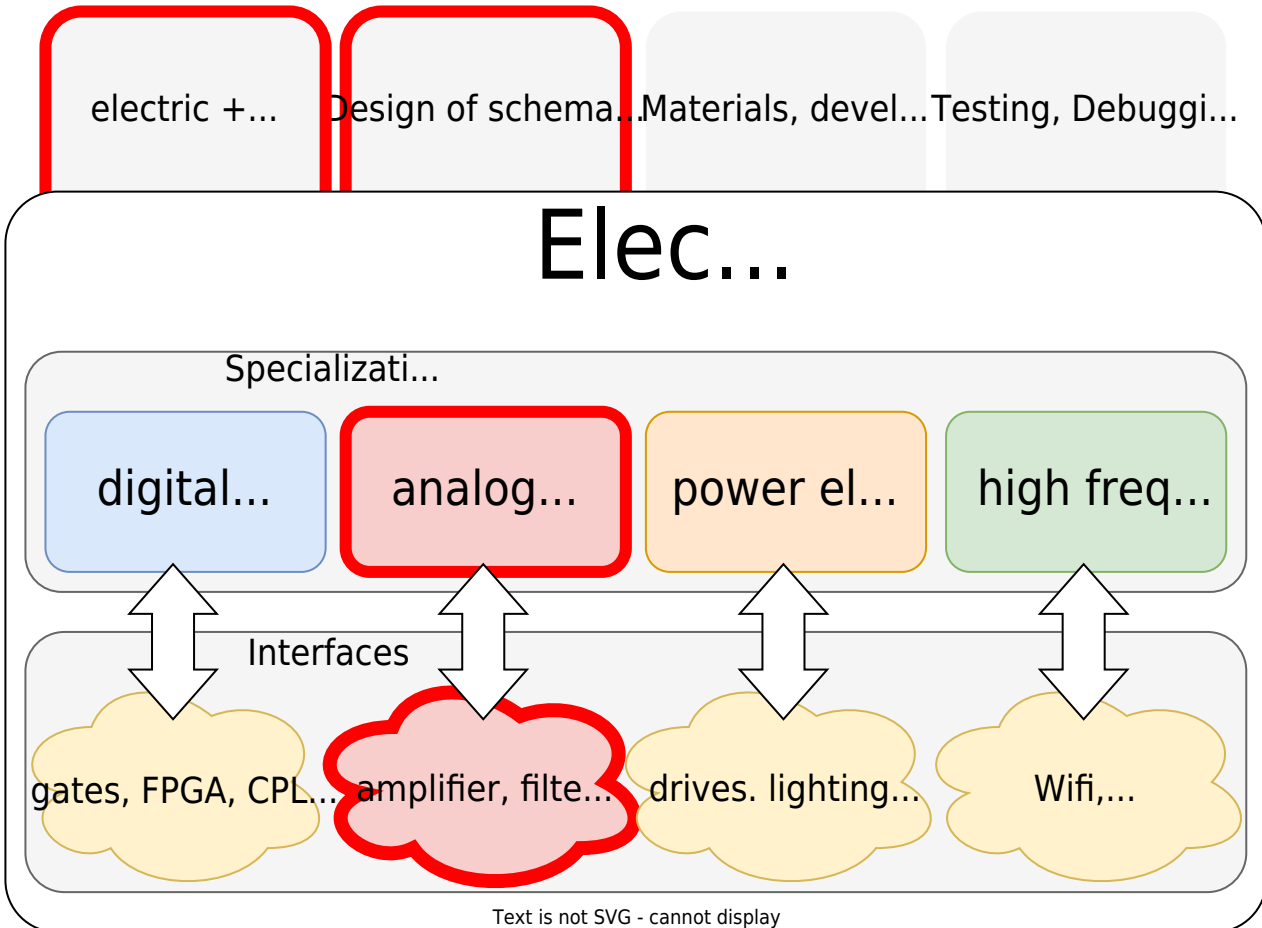 electric +...
Design of schema...
Materials, devel...
Testing, Debuggi...
Elec...
Specializati...
digital...
analog...
power el...
high freq...
Interfaces
gates, FPGA, CPL...
amplifier, filte...
drives. lighting...
Wifi,...
Text is not SVG - cannot display